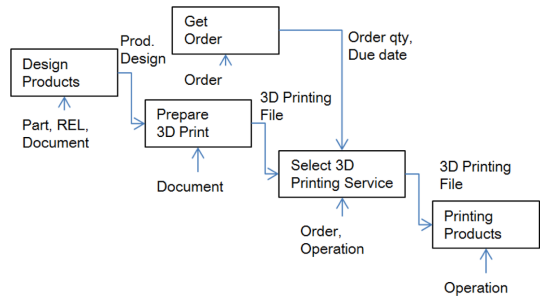 Get
Order
Prod.
Design
Order qty,
Due date
Design
Products
Order
3D Printing
File
Part, REL,
Document
Prepare
3D Print
Select 3D
Printing Service
3D Printing
File
Document
Printing
Products
Order,
Operation
Operation